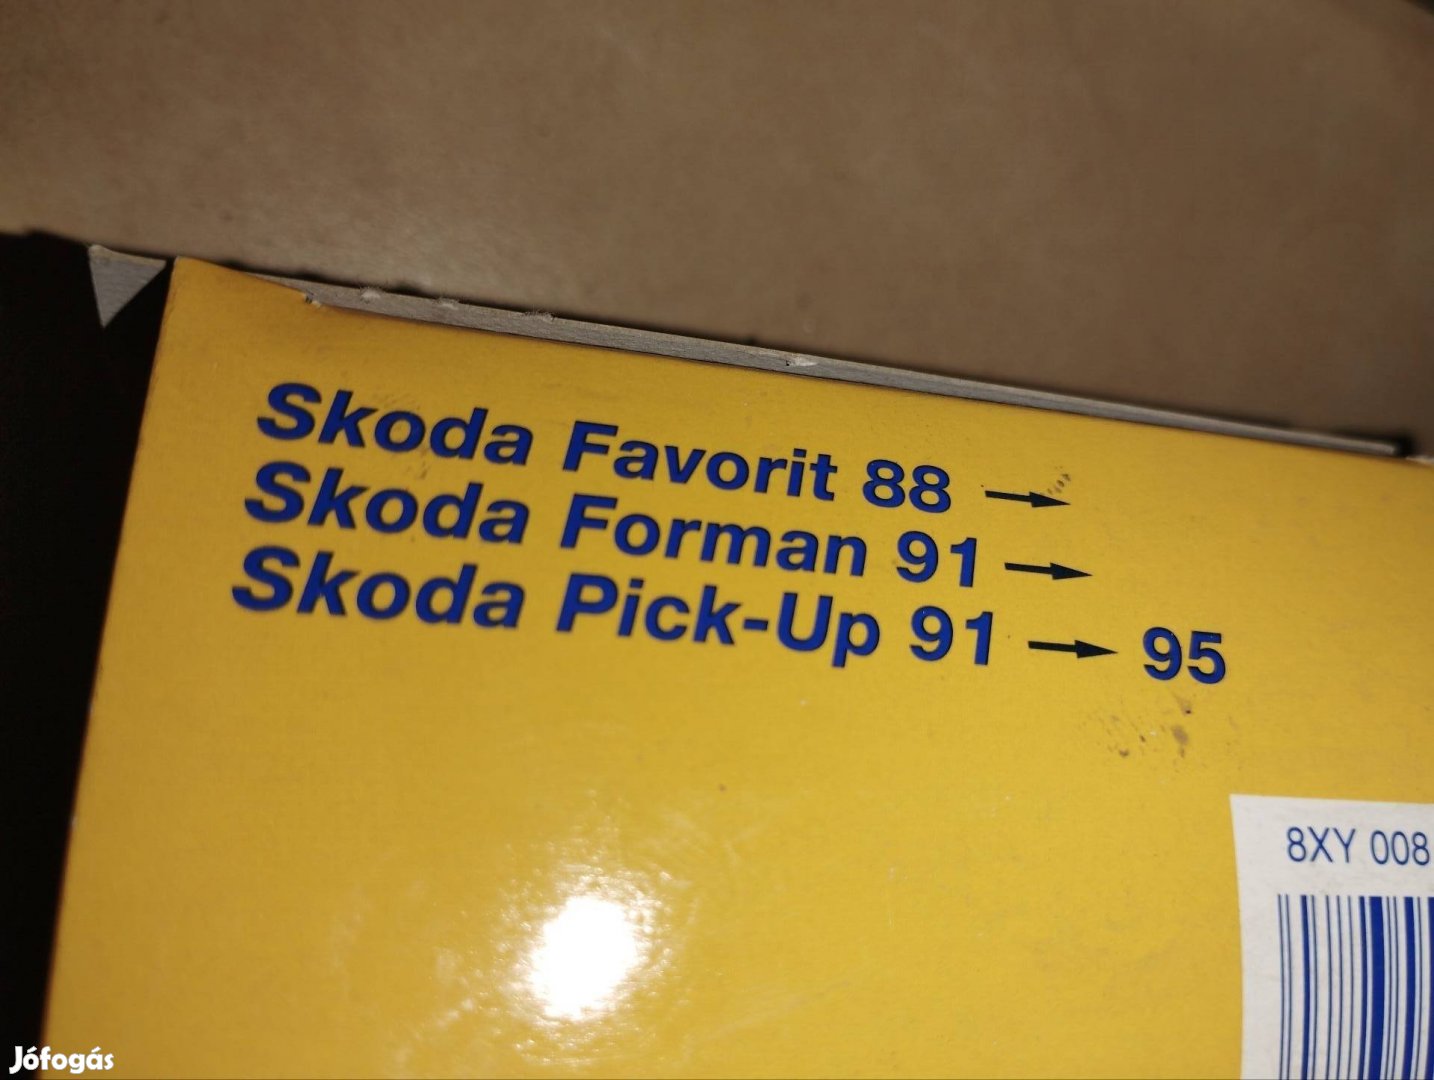 Skoda Favorit 88 →
Skoda Forman 91 →
Skoda Pick-Up 91 → 95
8XY 008
Jófogás